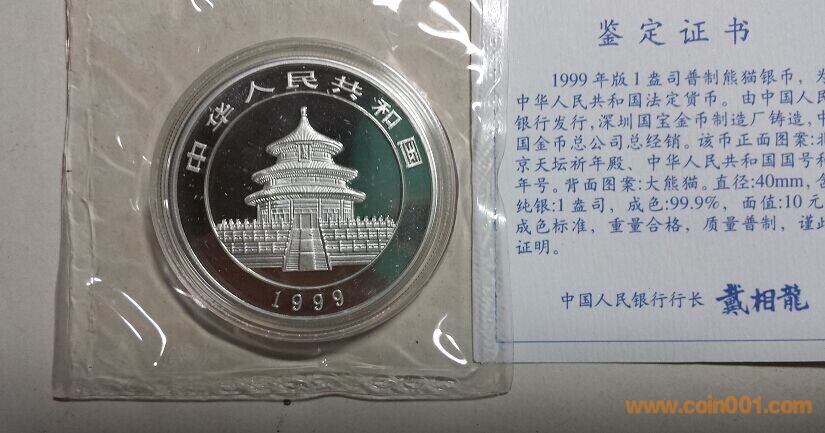 中华人民共和国
1999
鉴定证书
1999年版1盎司普制熊猫银币,
中华人民共和国法定货币。由中国人民
银行发行,深圳国宝金币制造厂铸造,中
国金币总公司总经销。该币正面图案:北
京天坛祈年殿、中华人民共和国国号和
年号。背面图案:大熊猫。直径:40mm,含
纯银:1盎司,成色:99.9%,面值:10元
成色标准,重量合格,质量普制,谨此
证明。
中国人民银行行长 戴相龍
www.coin001.com